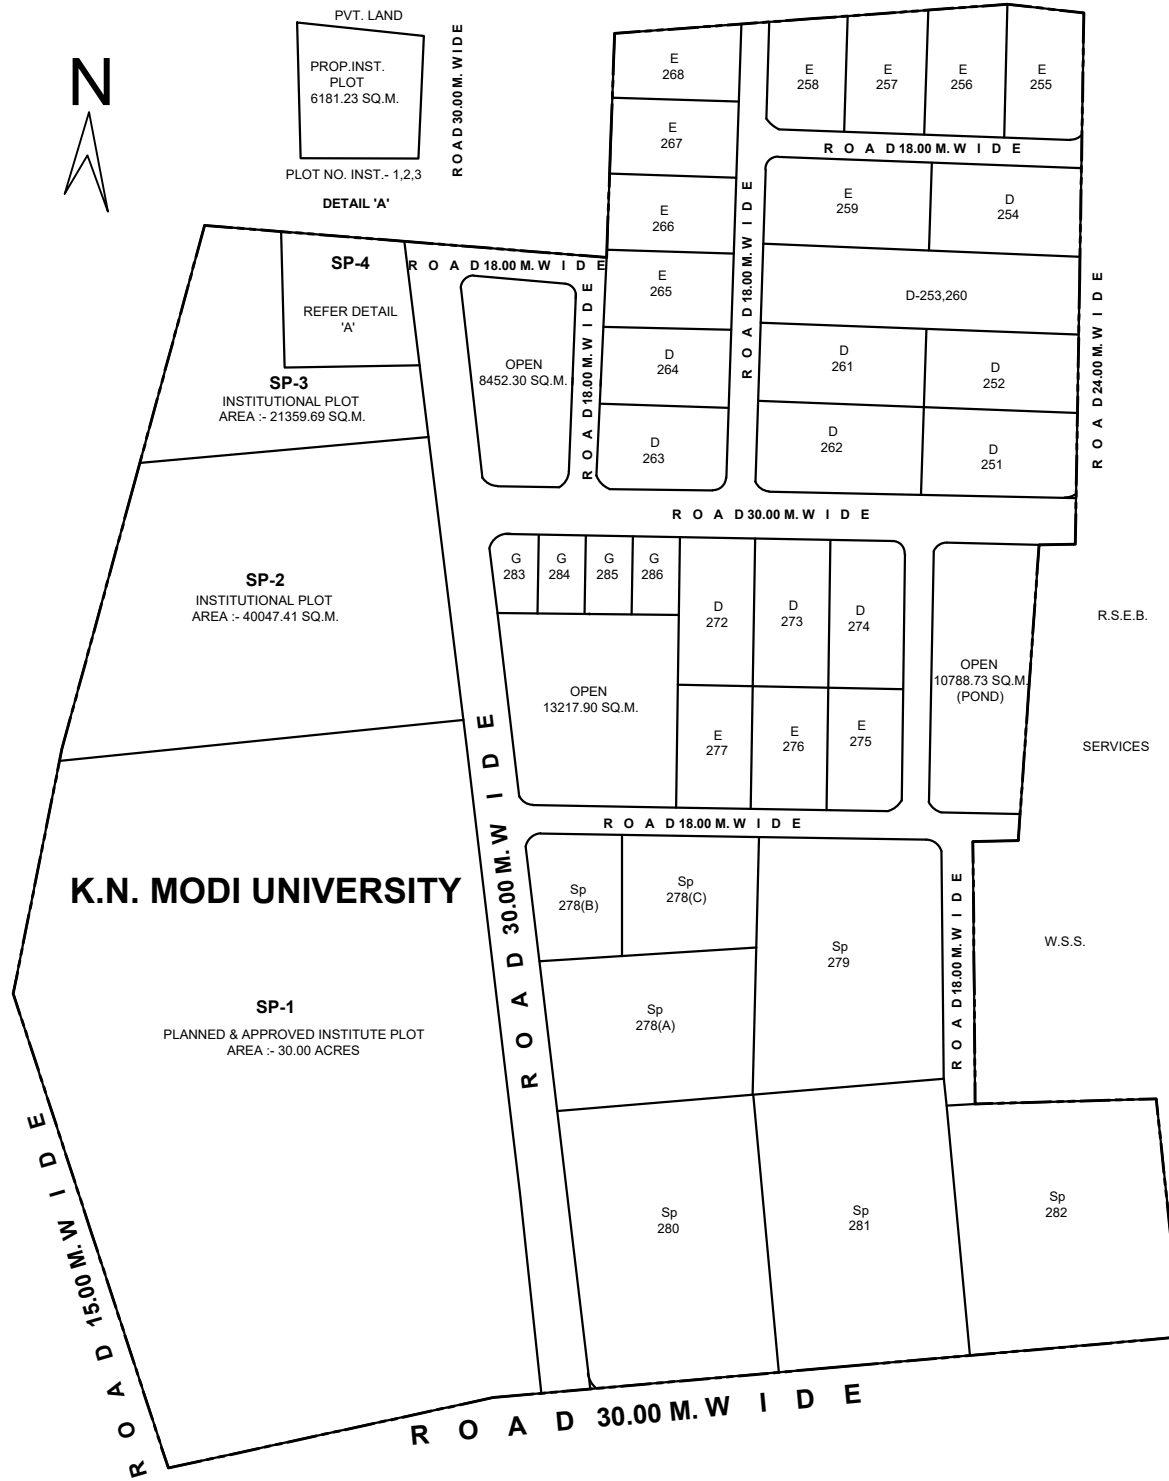 PVT. LAND
N
PROP.INST.
PLOT
6181.23 SQ.M.
ROAD 30.00 M. WIDE
PLOT NO. INST.- 1,2,3
DETAIL 'A'
E
268
E
258
E
257
E
256
E
255
E
267
ROAD 18.00 M. WIDE
E
266
E
259
D
254
ROAD 18.00 M. WIDE
SP-4
REFER DETAIL
'A'
ROAD 18.00 M. WIDE
E
265
D-253,260
ROAD 24.00 M. WIDE
OPEN
8452.30 SQ.M.
ROAD 18.00 M. WIDE
D
264
D
261
D
252
SP-3
INSTITUTIONAL PLOT
AREA :- 21359.69 SQ.M.
D
263
D
262
D
251
ROAD 30.00 M. WIDE
SP-2
INSTITUTIONAL PLOT
AREA :- 40047.41 SQ.M.
G
283
G
284
G
285
G
286
D
272
D
273
D
274
R.S.E.B.
OPEN
13217.90 SQ.M.
OPEN
10788.73 SQ.M.
(POND)
E
277
E
276
E
275
SERVICES
ROAD 18.00 M. WIDE
ROAD 30.00 M. WIDE
K.N. MODI UNIVERSITY
Sp
278(B)
Sp
278(C)
Sp
279
ROAD 18.00 M. WIDE
W.S.S.
SP-1
PLANNED & APPROVED INSTITUTE PLOT
AREA :- 30.00 ACRES
Sp
278(A)
Sp
280
Sp
281
Sp
282
ROAD 15.00 M. WIDE
ROAD 30.00 M. WIDE